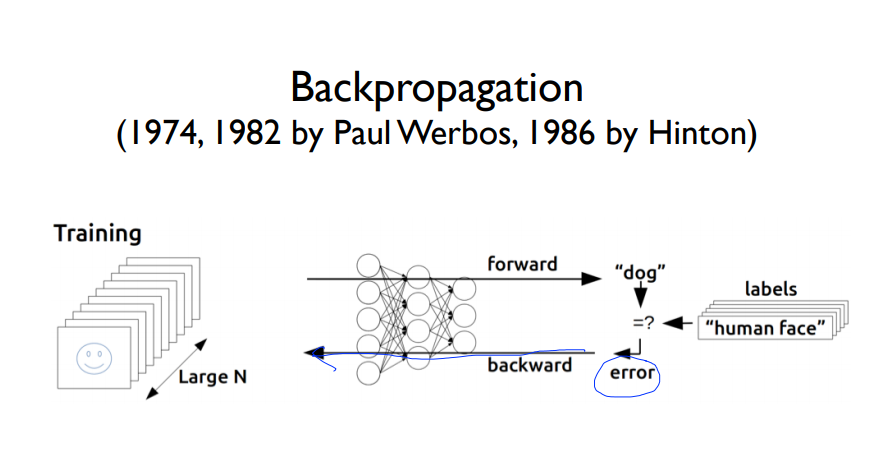 Backpropagation
(1974, 1982 by Paul Werbos, 1986 by Hinton)
Training
Large N
forward
"dog"
labels
=?
"human face"
backward
error